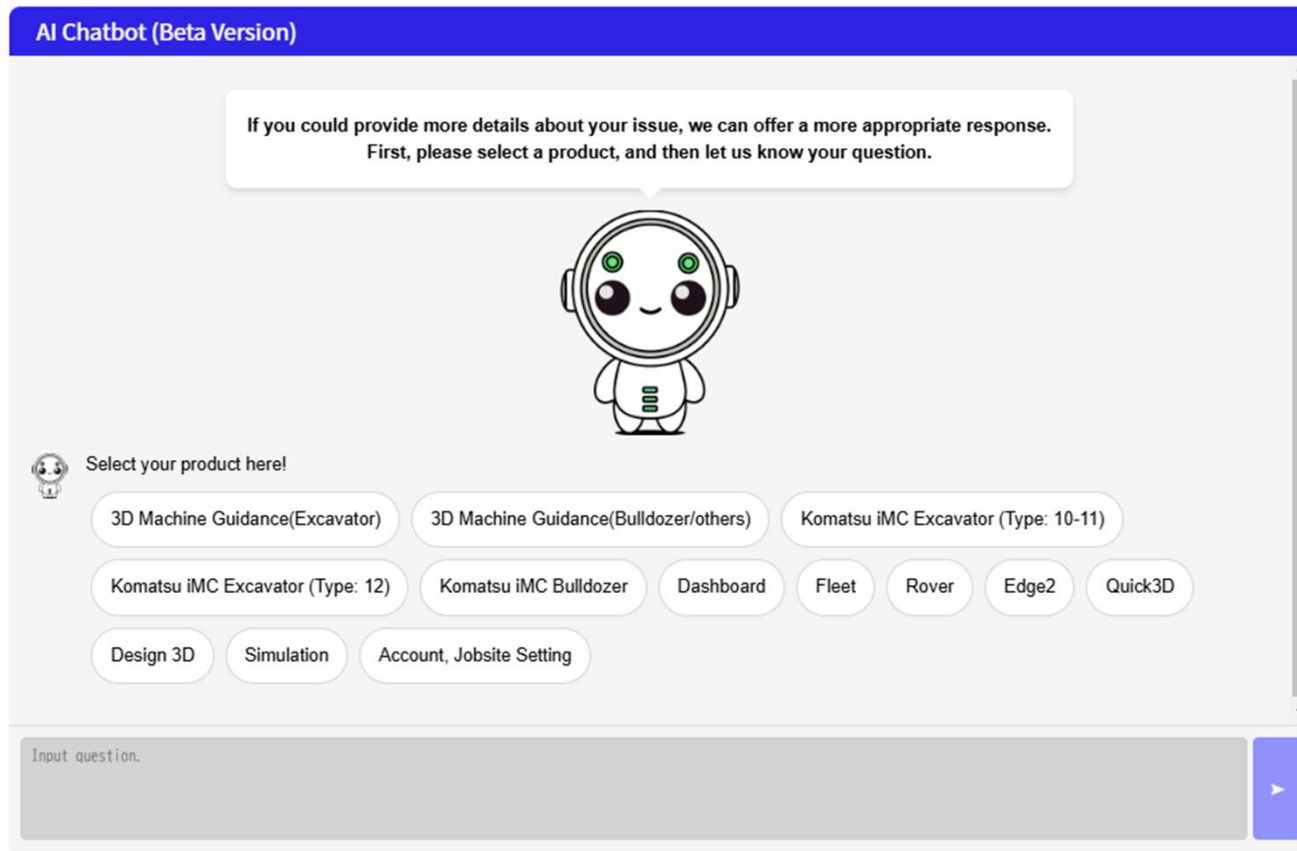 AI Chatbot (Beta Version)
If you could provide more details about your issue, we can offer a more appropriate response.
First, please select a product, and then let us know your question.
Select your product here!
3D Machine Guidance(Excavator) 3D Machine Guidance(Bulldozer/others) Komatsu iMC Excavator (Type: 10-11)
Komatsu iMC Excavator (Type: 12) Komatsu iMC Bulldozer Dashboard Fleet Rover Edge2 Quick3D
Design 3D Simulation Account, Jobsite Setting
Input question.